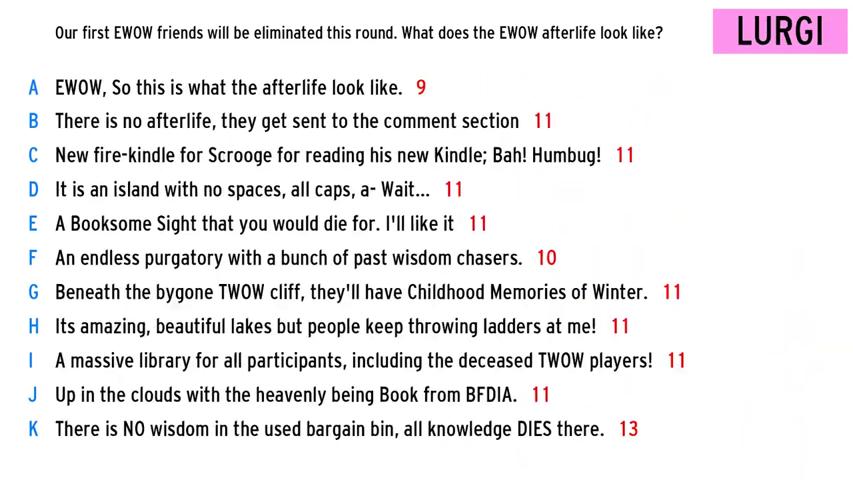 Our first EWOW friends will be eliminated this round. What does the EWOW afterlife look like?
LURGI
A EWOW, So this is what the afterlife look like. 9
B There is no afterlife, they get sent to the comment section 11
C New fire-kindle for Scrooge for reading his new Kindle; Bah! Humbug! 11
D It is an island with no spaces, all caps, a- Wait... 11
E A Booksome Sight that you would die for. I'll like it 11
F An endless purgatory with a bunch of past wisdom chasers. 10
G Beneath the bygone TWOW cliff, they'll have Childhood Memories of Winter. 11
H Its amazing, beautiful lakes but people keep throwing ladders at me! 11
I A massive library for all participants, including the deceased TWOW players! 11
J Up in the clouds with the heavenly being Book from BFDIA. 11
K There is NO wisdom in the used bargain bin, all knowledge DIES there. 13